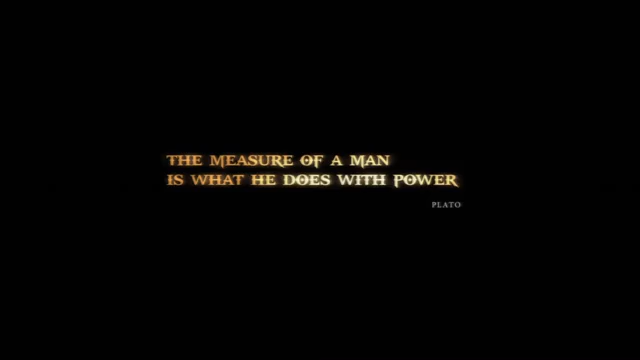 THE MEASURE OF A MAN
IS WHAT HE DOES WITH POWER
PLATO